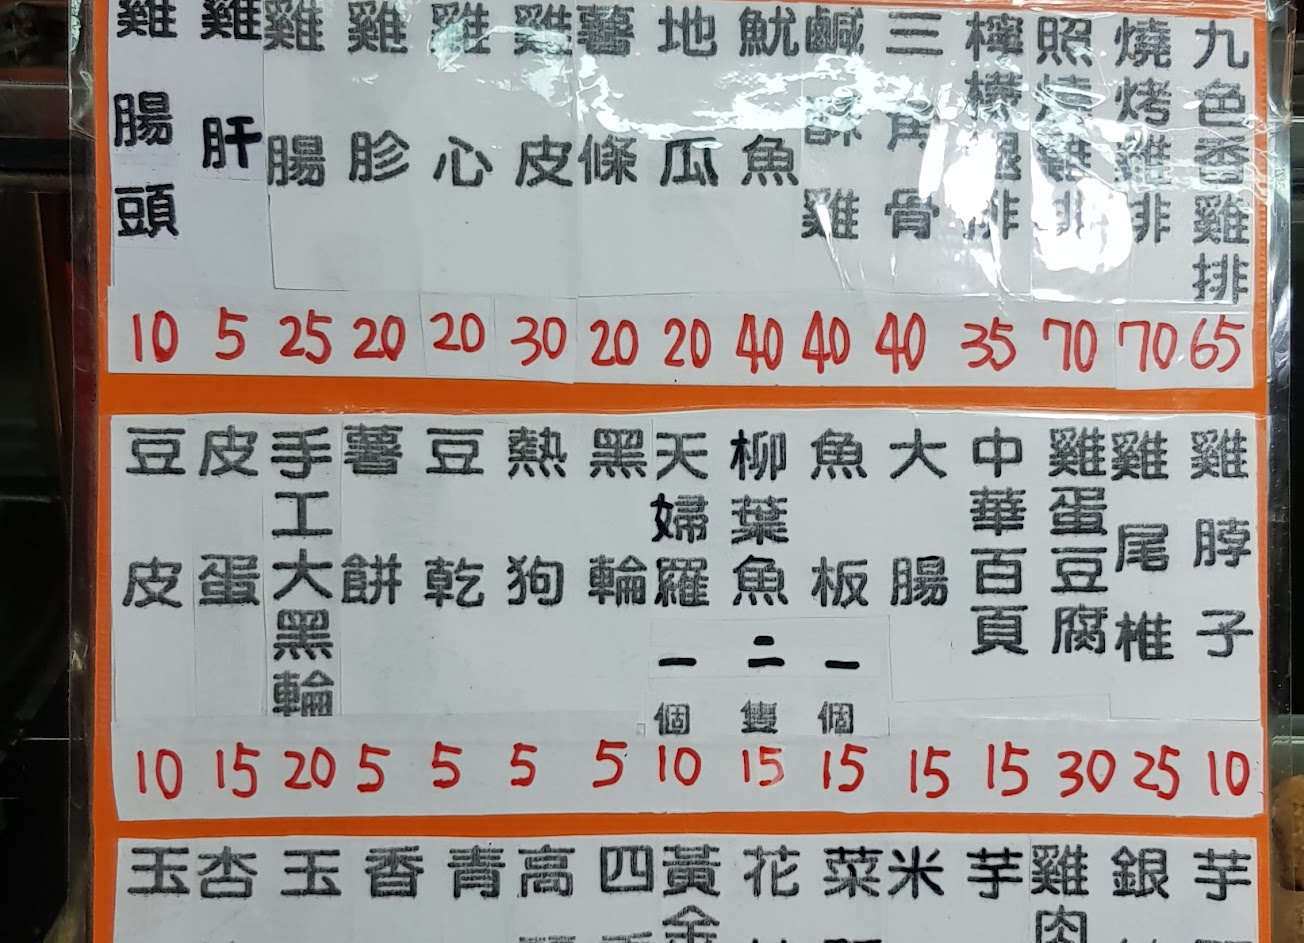 九色香雞排 65
燒烤雞排 70
照燒雞排 70
檸檬腿排 35
三角骨 40
鹹酥雞 40
魷魚 40
地瓜 20
薯條 20
雞皮 30
雞心 20
雞胗 20
雞腸 25
雞肝 5
雞腸頭 10
雞脖子 10
雞尾椎 25
雞蛋豆腐 30
中華百頁 15
大腸 15
魚板一個 15
柳葉魚二隻 15
天婦羅一個 10
黑輪 5
熱狗 5
豆乾 5
薯餅 5
手工大黑輪 20
皮蛋 15
豆皮 10
芋
銀
雞肉
芋
米
菜
花
黃金
四
高
青
香
玉
杏
玉